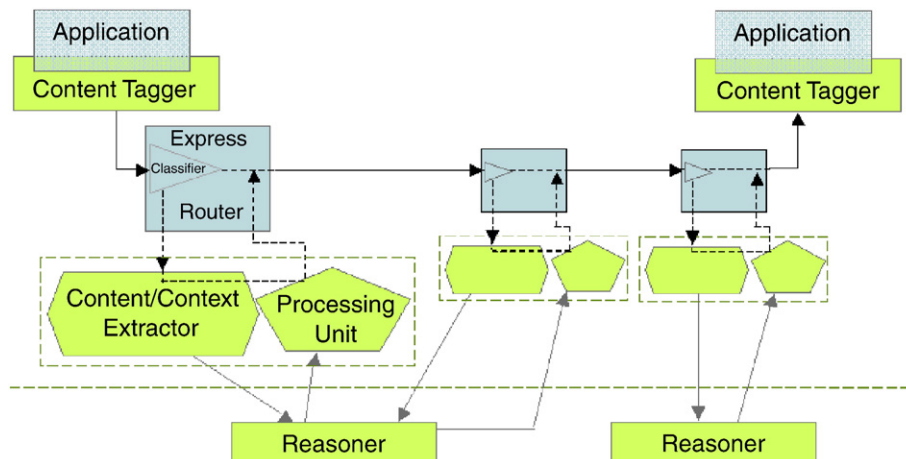 Application
Content Tagger
Application
Content Tagger
Express
Classifier
Router
Content/Context
Extractor
Processing
Unit
Reasoner
Reasoner